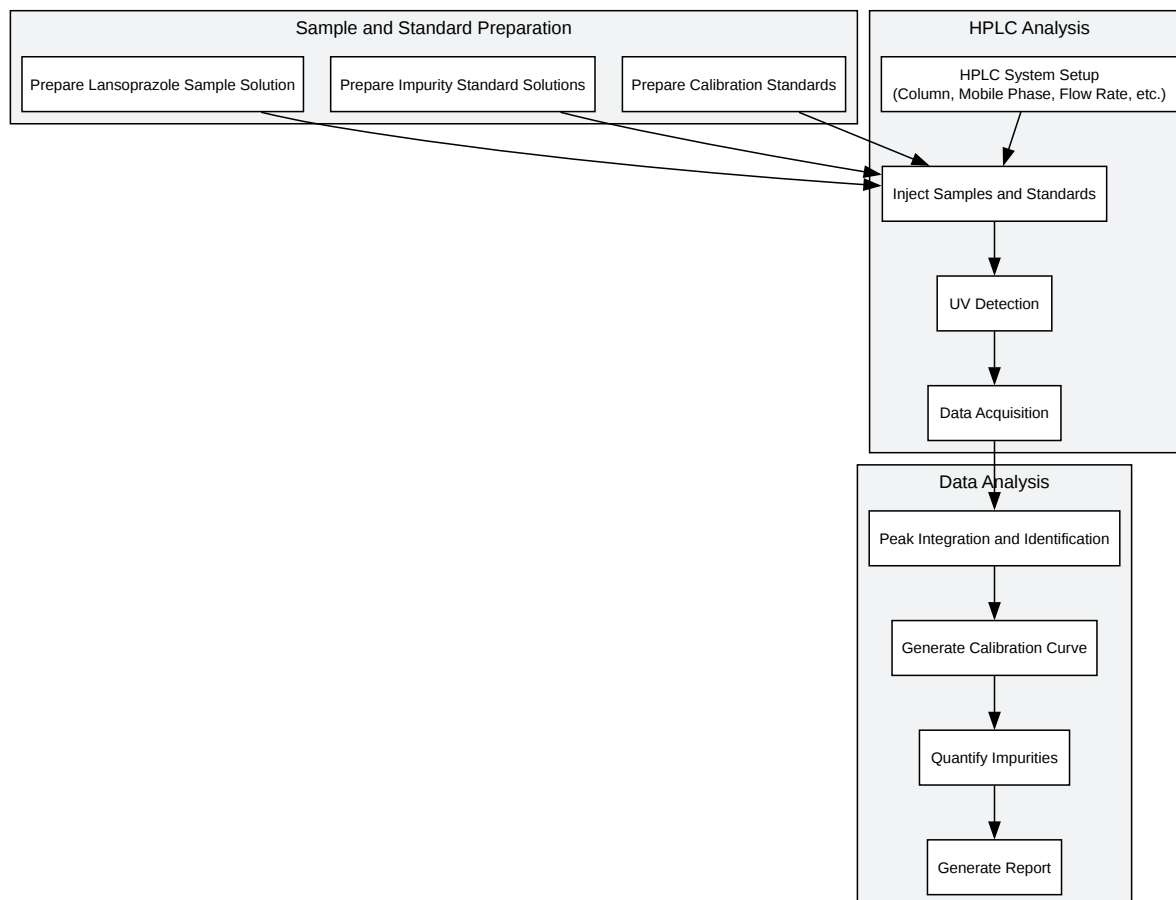 Sample and Standard Preparation
Prepare Lansoprazole Sample Solution
Prepare Impurity Standard Solutions
Prepare Calibration Standards
HPLC Analysis
HPLC System Setup
(Column, Mobile Phase, Flow Rate, etc.)
Inject Samples and Standards
UV Detection
Data Acquisition
Data Analysis
Peak Integration and Identification
Generate Calibration Curve
Quantify Impurities
Generate Report